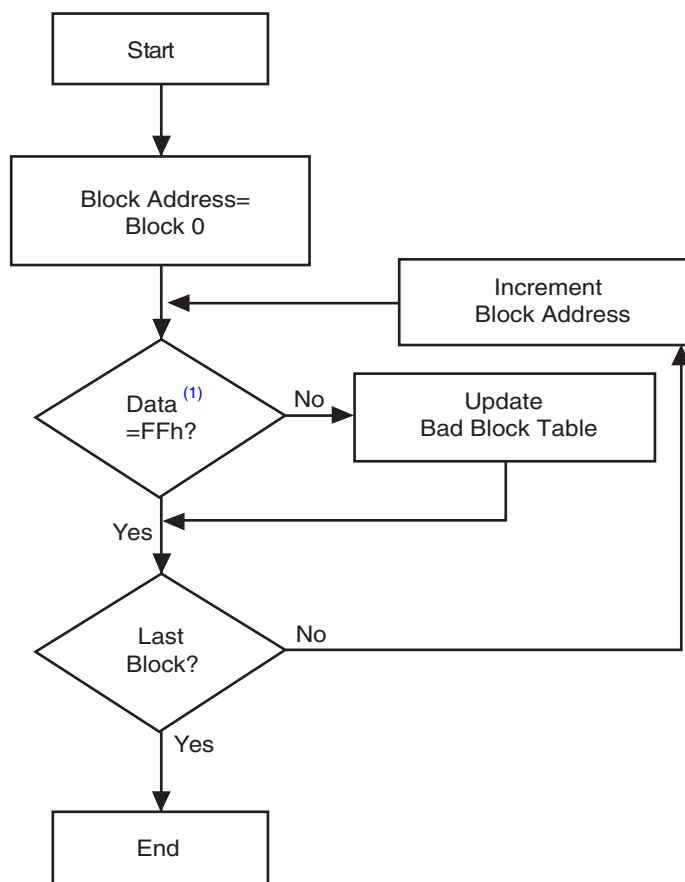 Start
Block Address=
Block 0
Increment
Block Address
Data (1)
=FFh?
No
Update
Bad Block Table
Yes
Last
Block?
No
Yes
End